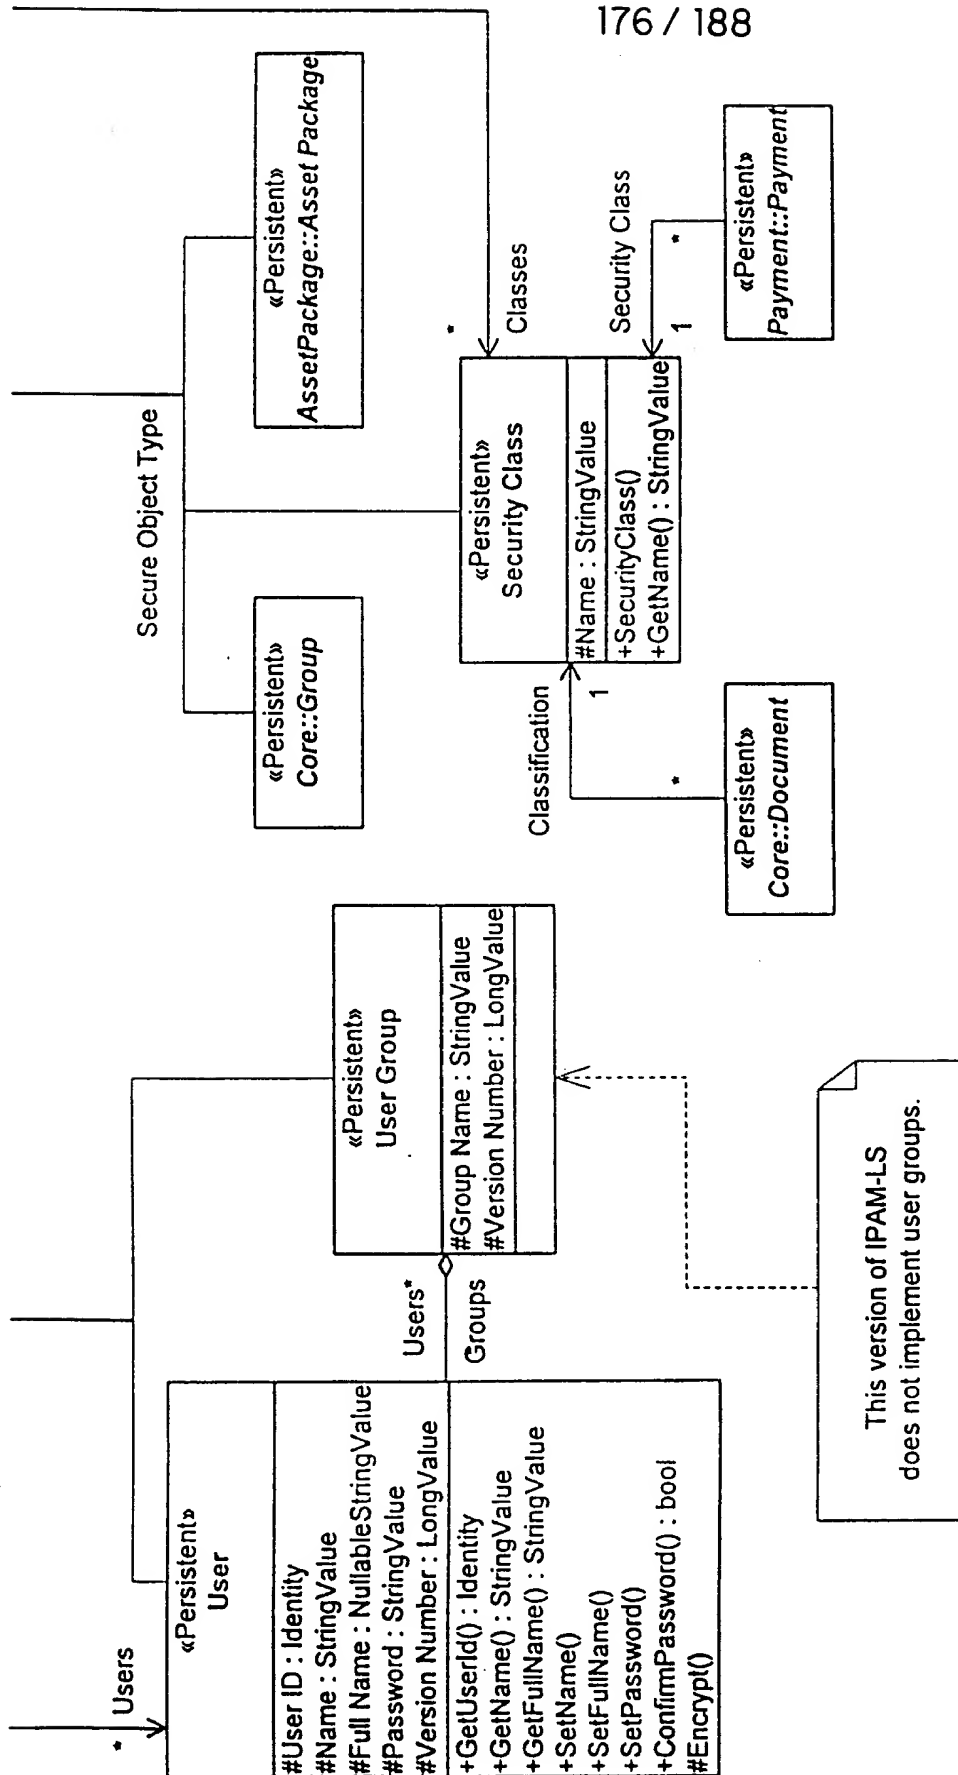 176 / 188
* Users
«Persistent»
User
#User ID : Identity
#Name : StringValue
#Full Name : NullableStringValue
#Password : StringValue
#Version Number : LongValue
+GetUserId() : Identity
+GetName() : StringValue
+GetFullName() : StringValue
+SetName()
+SetFullName()
+SetPassword()
+ConfirmPassword() : bool
#Encrypt()
Users*
Groups
«Persistent»
User Group
#Group Name : StringValue
#Version Number : LongValue
This version of IPAM-LS
does not implement user groups.
Secure Object Type
«Persistent»
Core::Group
«Persistent»
AssetPackage::Asset Package
*
Classes
«Persistent»
Security Class
#Name : StringValue
+SecurityClass()
+GetName() : StringValue
Classification
1
*
«Persistent»
Core::Document
Security Class
1
*
«Persistent»
Payment::Payment